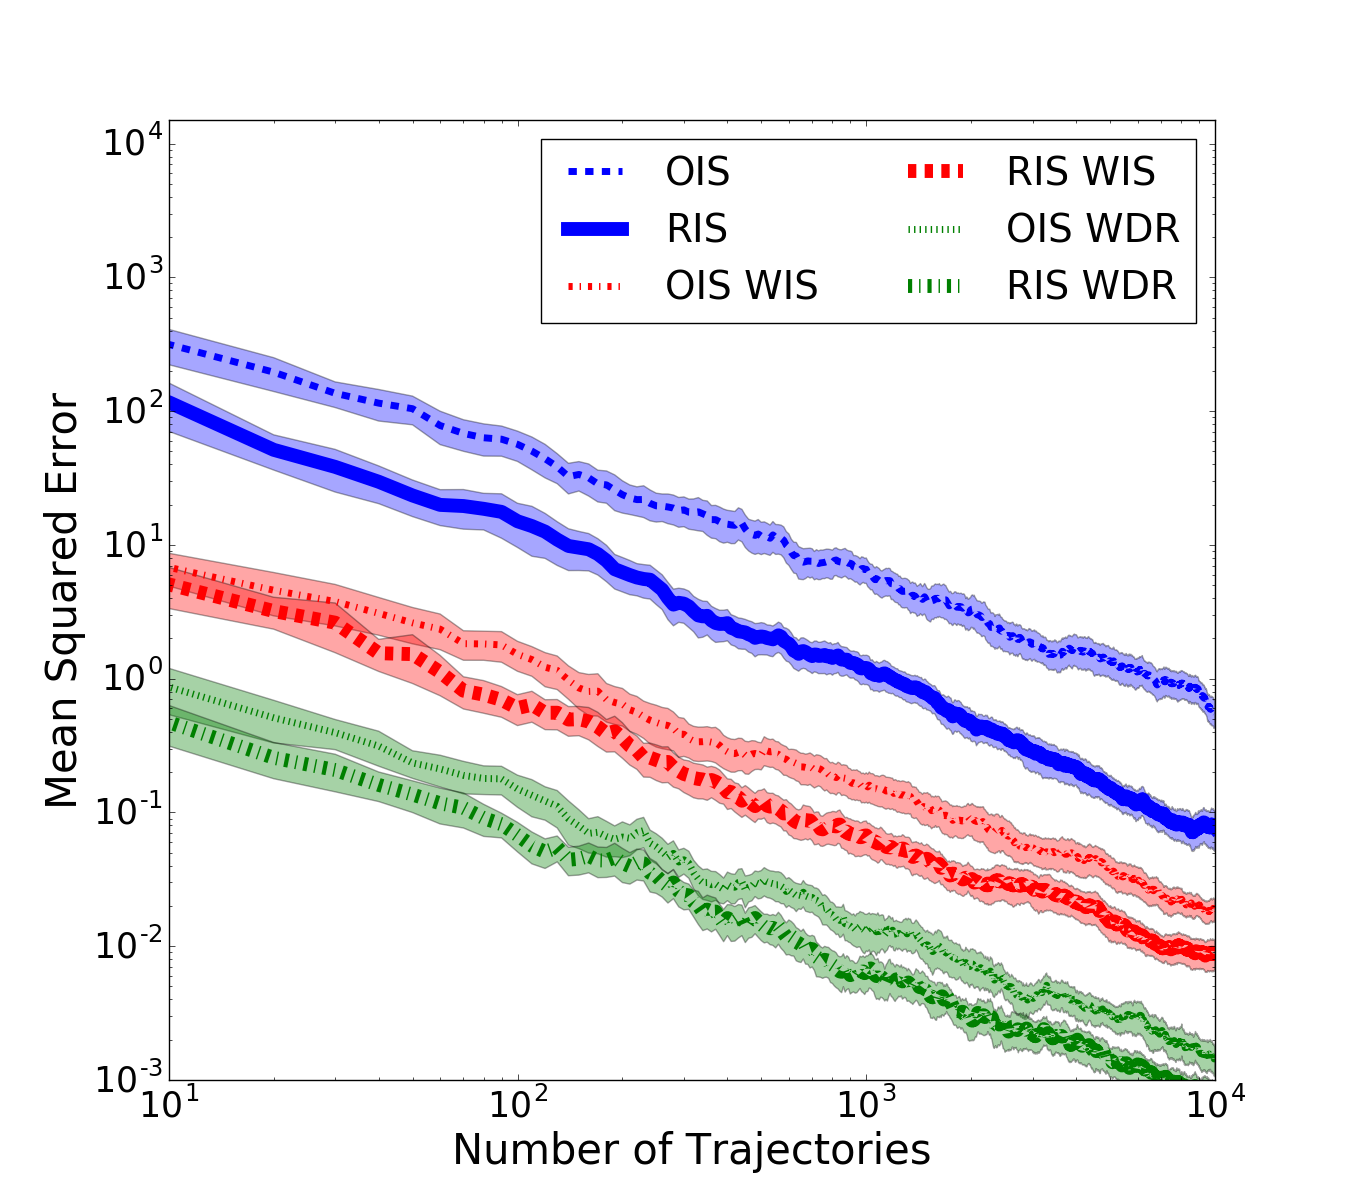 10^4
10^3
10^2
10^1
10^0
10^-1
10^-2
10^-3
Mean Squared Error
OIS
RIS
OIS WIS
RIS WIS
OIS WDR
RIS WDR
10^1 10^2 10^3 10^4
Number of Trajectories